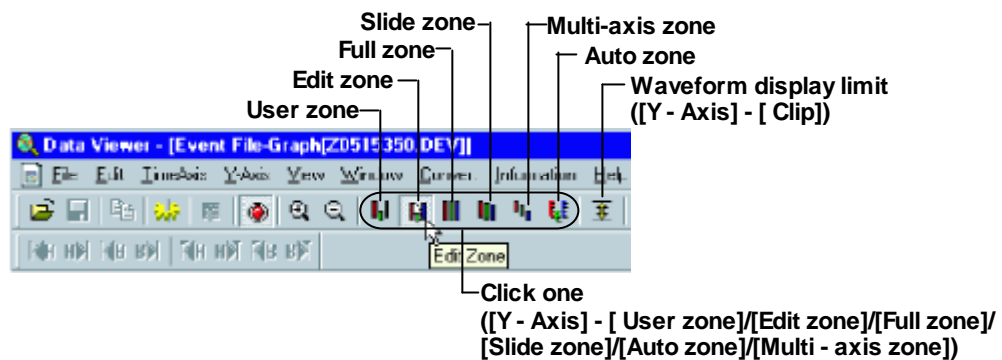 Slide zone
Multi-axis zone
Full zone
Auto zone
Edit zone
Waveform display limit
([Y - Axis] - [ Clip])
User zone
Data Viewer - [Event File-Graph[Z0515350.DEV]]
File Edit TimeAxis Y-Axis View Window Conver. Information Help
Edit Zone
Click one
([Y - Axis] - [ User zone]/[Edit zone]/[Full zone]/
[Slide zone]/[Auto zone]/[Multi - axis zone])